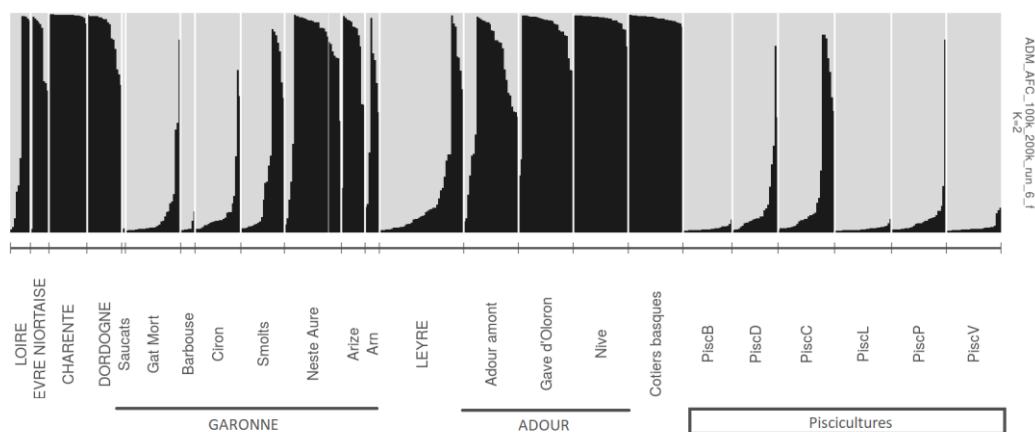 ADM_AFC_100k_200k_run_6_f
K=2
LOIRE
EVRE NIORTAISE
CHARENTE
DORDOGNE
Saucats
Gat Mort
Barbouse
Ciron
Smolts
Neste Aure
Arize
Arn
LEYRE
Adour amont
Gave d'Oloron
Nive
Cotiers basques
PiscB
PiscD
PiscC
PiscL
PiscP
PiscV
GARONNE
ADOUR
Piscicultures